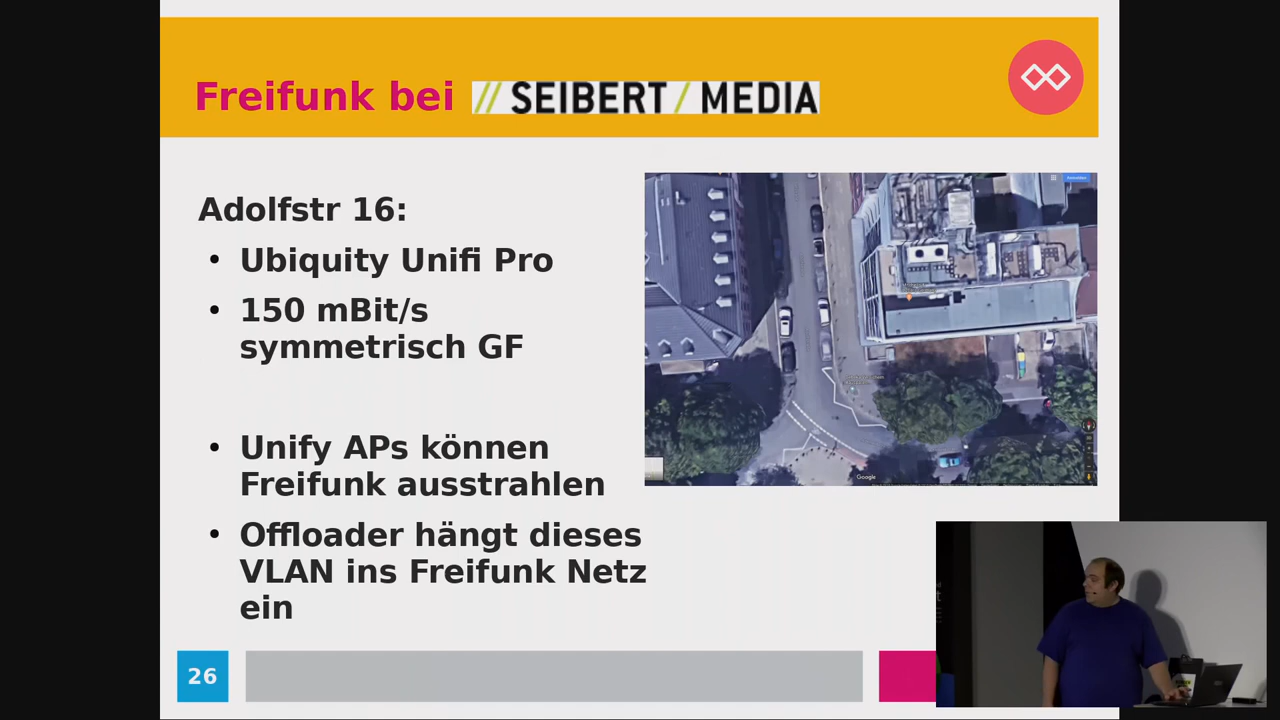 Freifunk bei // SEIBERT / MEDIA
Adolfstr 16:
• Ubiquity Unifi Pro
• 150 mBit/s
symmetrisch GF
• Unify APs können
Freifunk ausstrahlen
• Offloader hängt dieses
VLAN ins Freifunk Netz
ein
Google
26